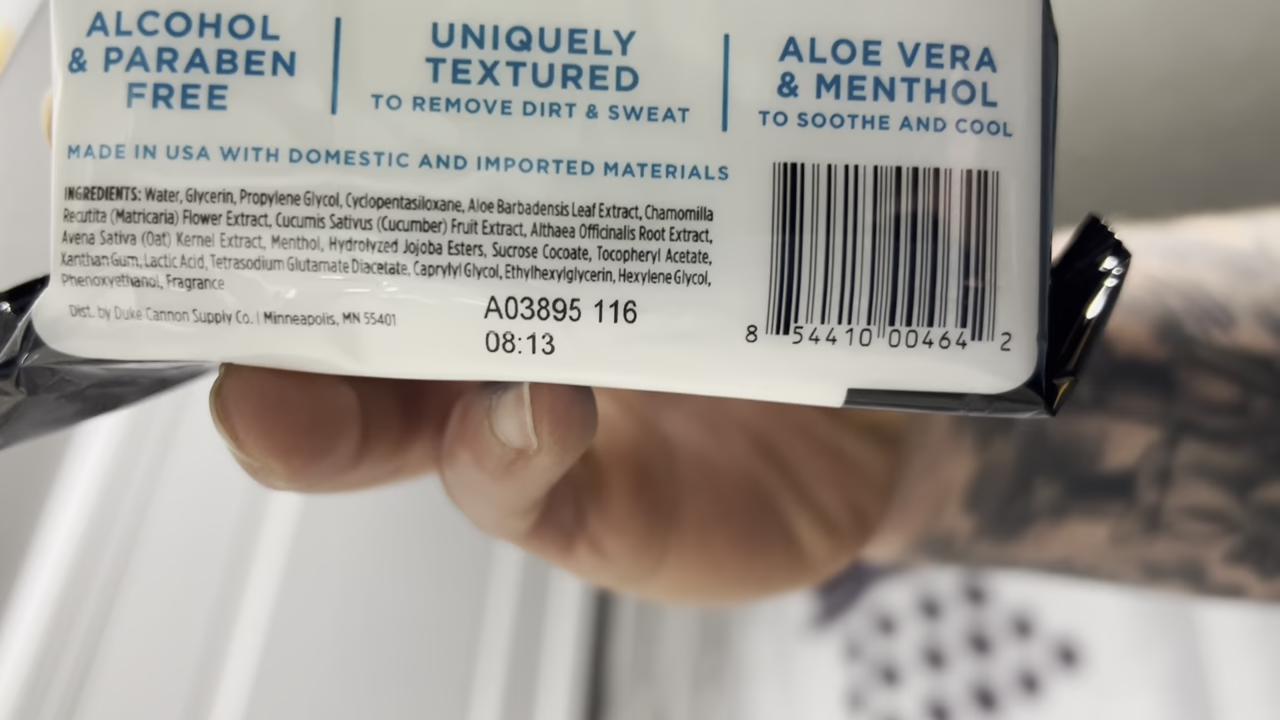 ALCOHOL
& PARABEN
FREE
UNIQUELY
TEXTURED
TO REMOVE DIRT & SWEAT
ALOE VERA
& MENTHOL
TO SOOTHE AND COOL
MADE IN USA WITH DOMESTIC AND IMPORTED MATERIALS
INGREDIENTS: Water, Glycerin, Propylene Glycol, Cyclopentasiloxane, Aloe Barbadensis Leaf Extract, Chamomilla
Recutita (Matricaria) Flower Extract, Cucumis Sativus (Cucumber) Fruit Extract, Althaea Officinalis Root Extract,
Avena Sativa (Oat) Kernel Extract, Menthol, Hydrolyzed Jojoba Esters, Sucrose Cocoate, Tocopheryl Acetate,
Xanthan Gum, Lactic Acid, Tetrasodium Glutamate Diacetate, Caprylyl Glycol, Ethylhexylglycerin, Hexylene Glycol,
Phenoxyethanol, Fragrance
Dist. by Duke Cannon Supply Co. | Minneapolis, MN 55401
A03895 116
08:13
8 54410 00464 2